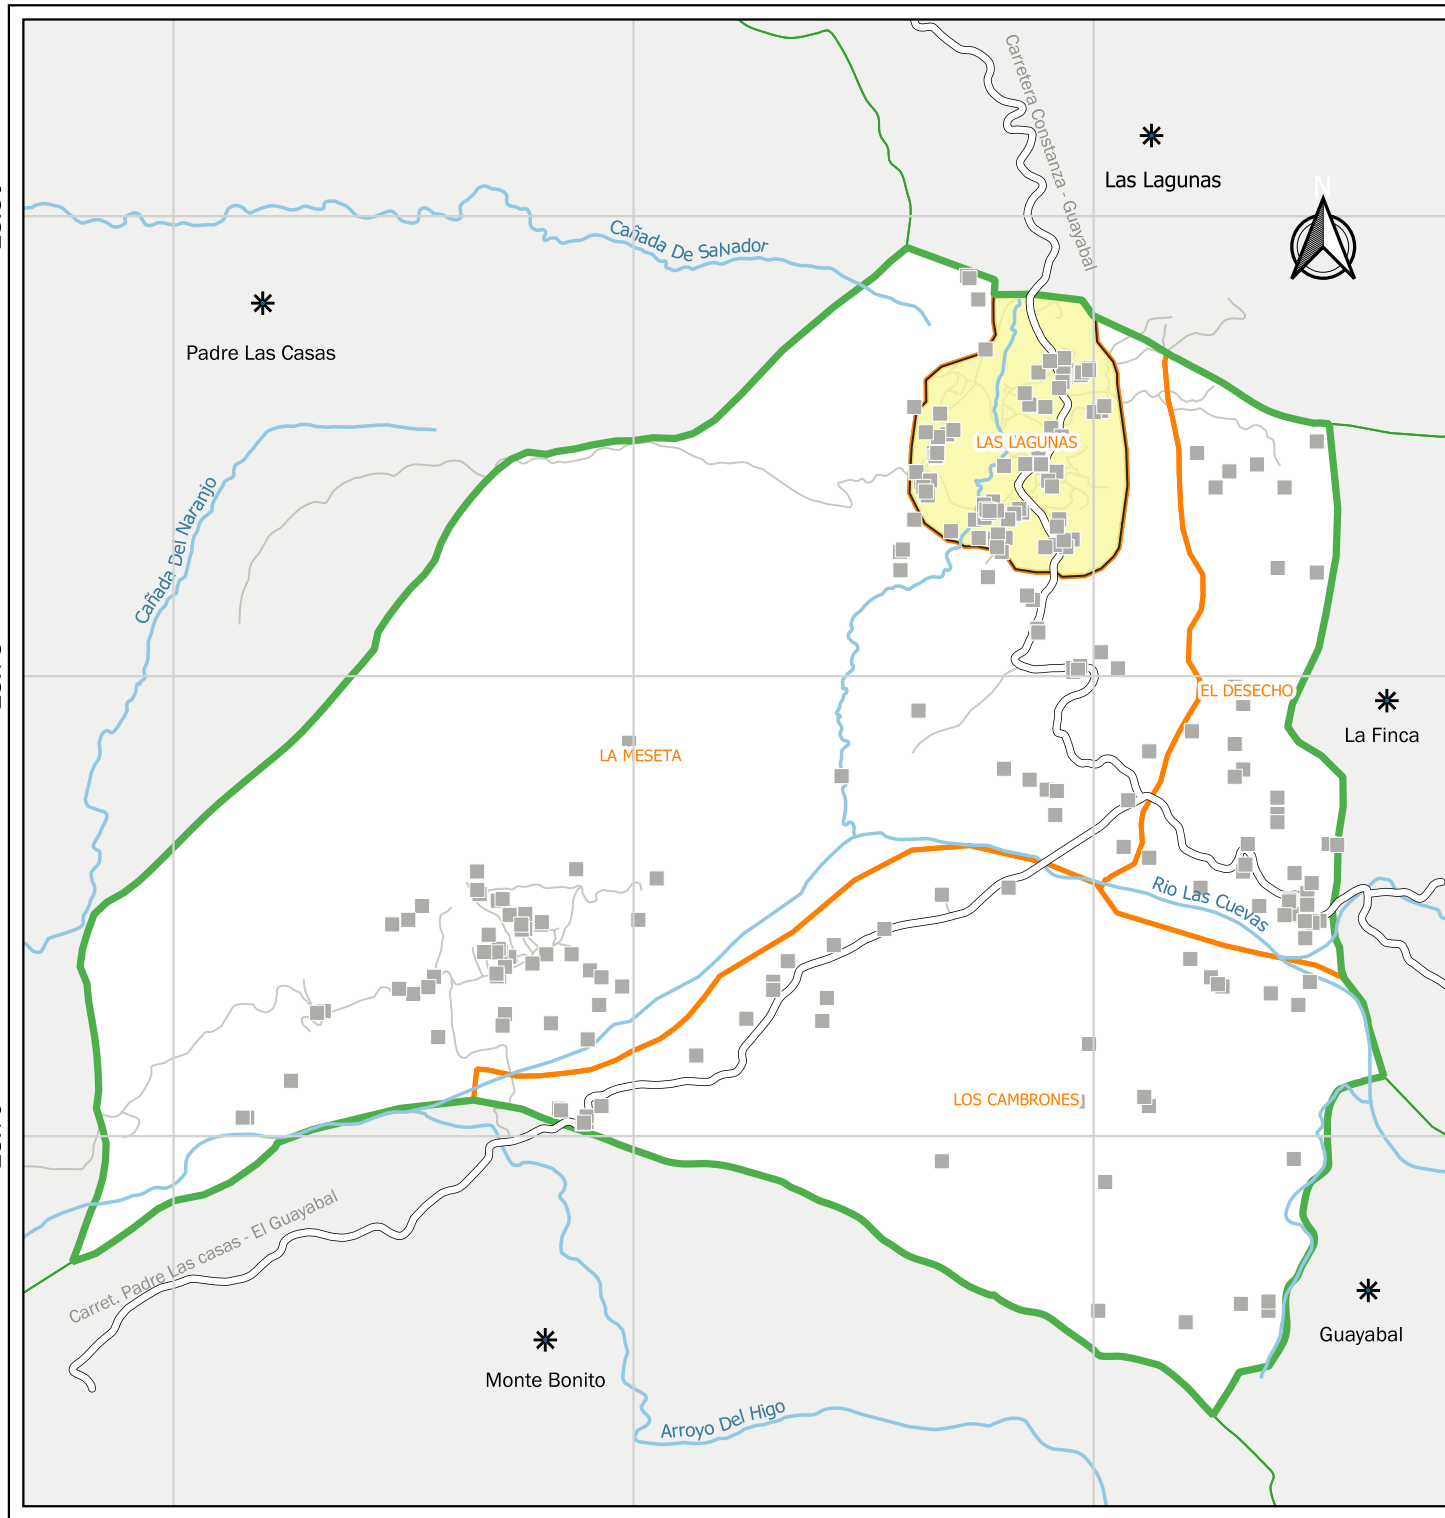 Carretera Constanza - Guayabal
Las Lagunas
N
Cañada De SaNador
Padre Las Casas
LAS LAGUNAS
Cañada Del Naranjo
EL DESECHO
La Finca
LA MESETA
Rio Las Cuevas
LOS CAMBRONES
Carret. Padre Las casas - El Guayabal
Guayabal
Monte Bonito
Arroyo Del Higo